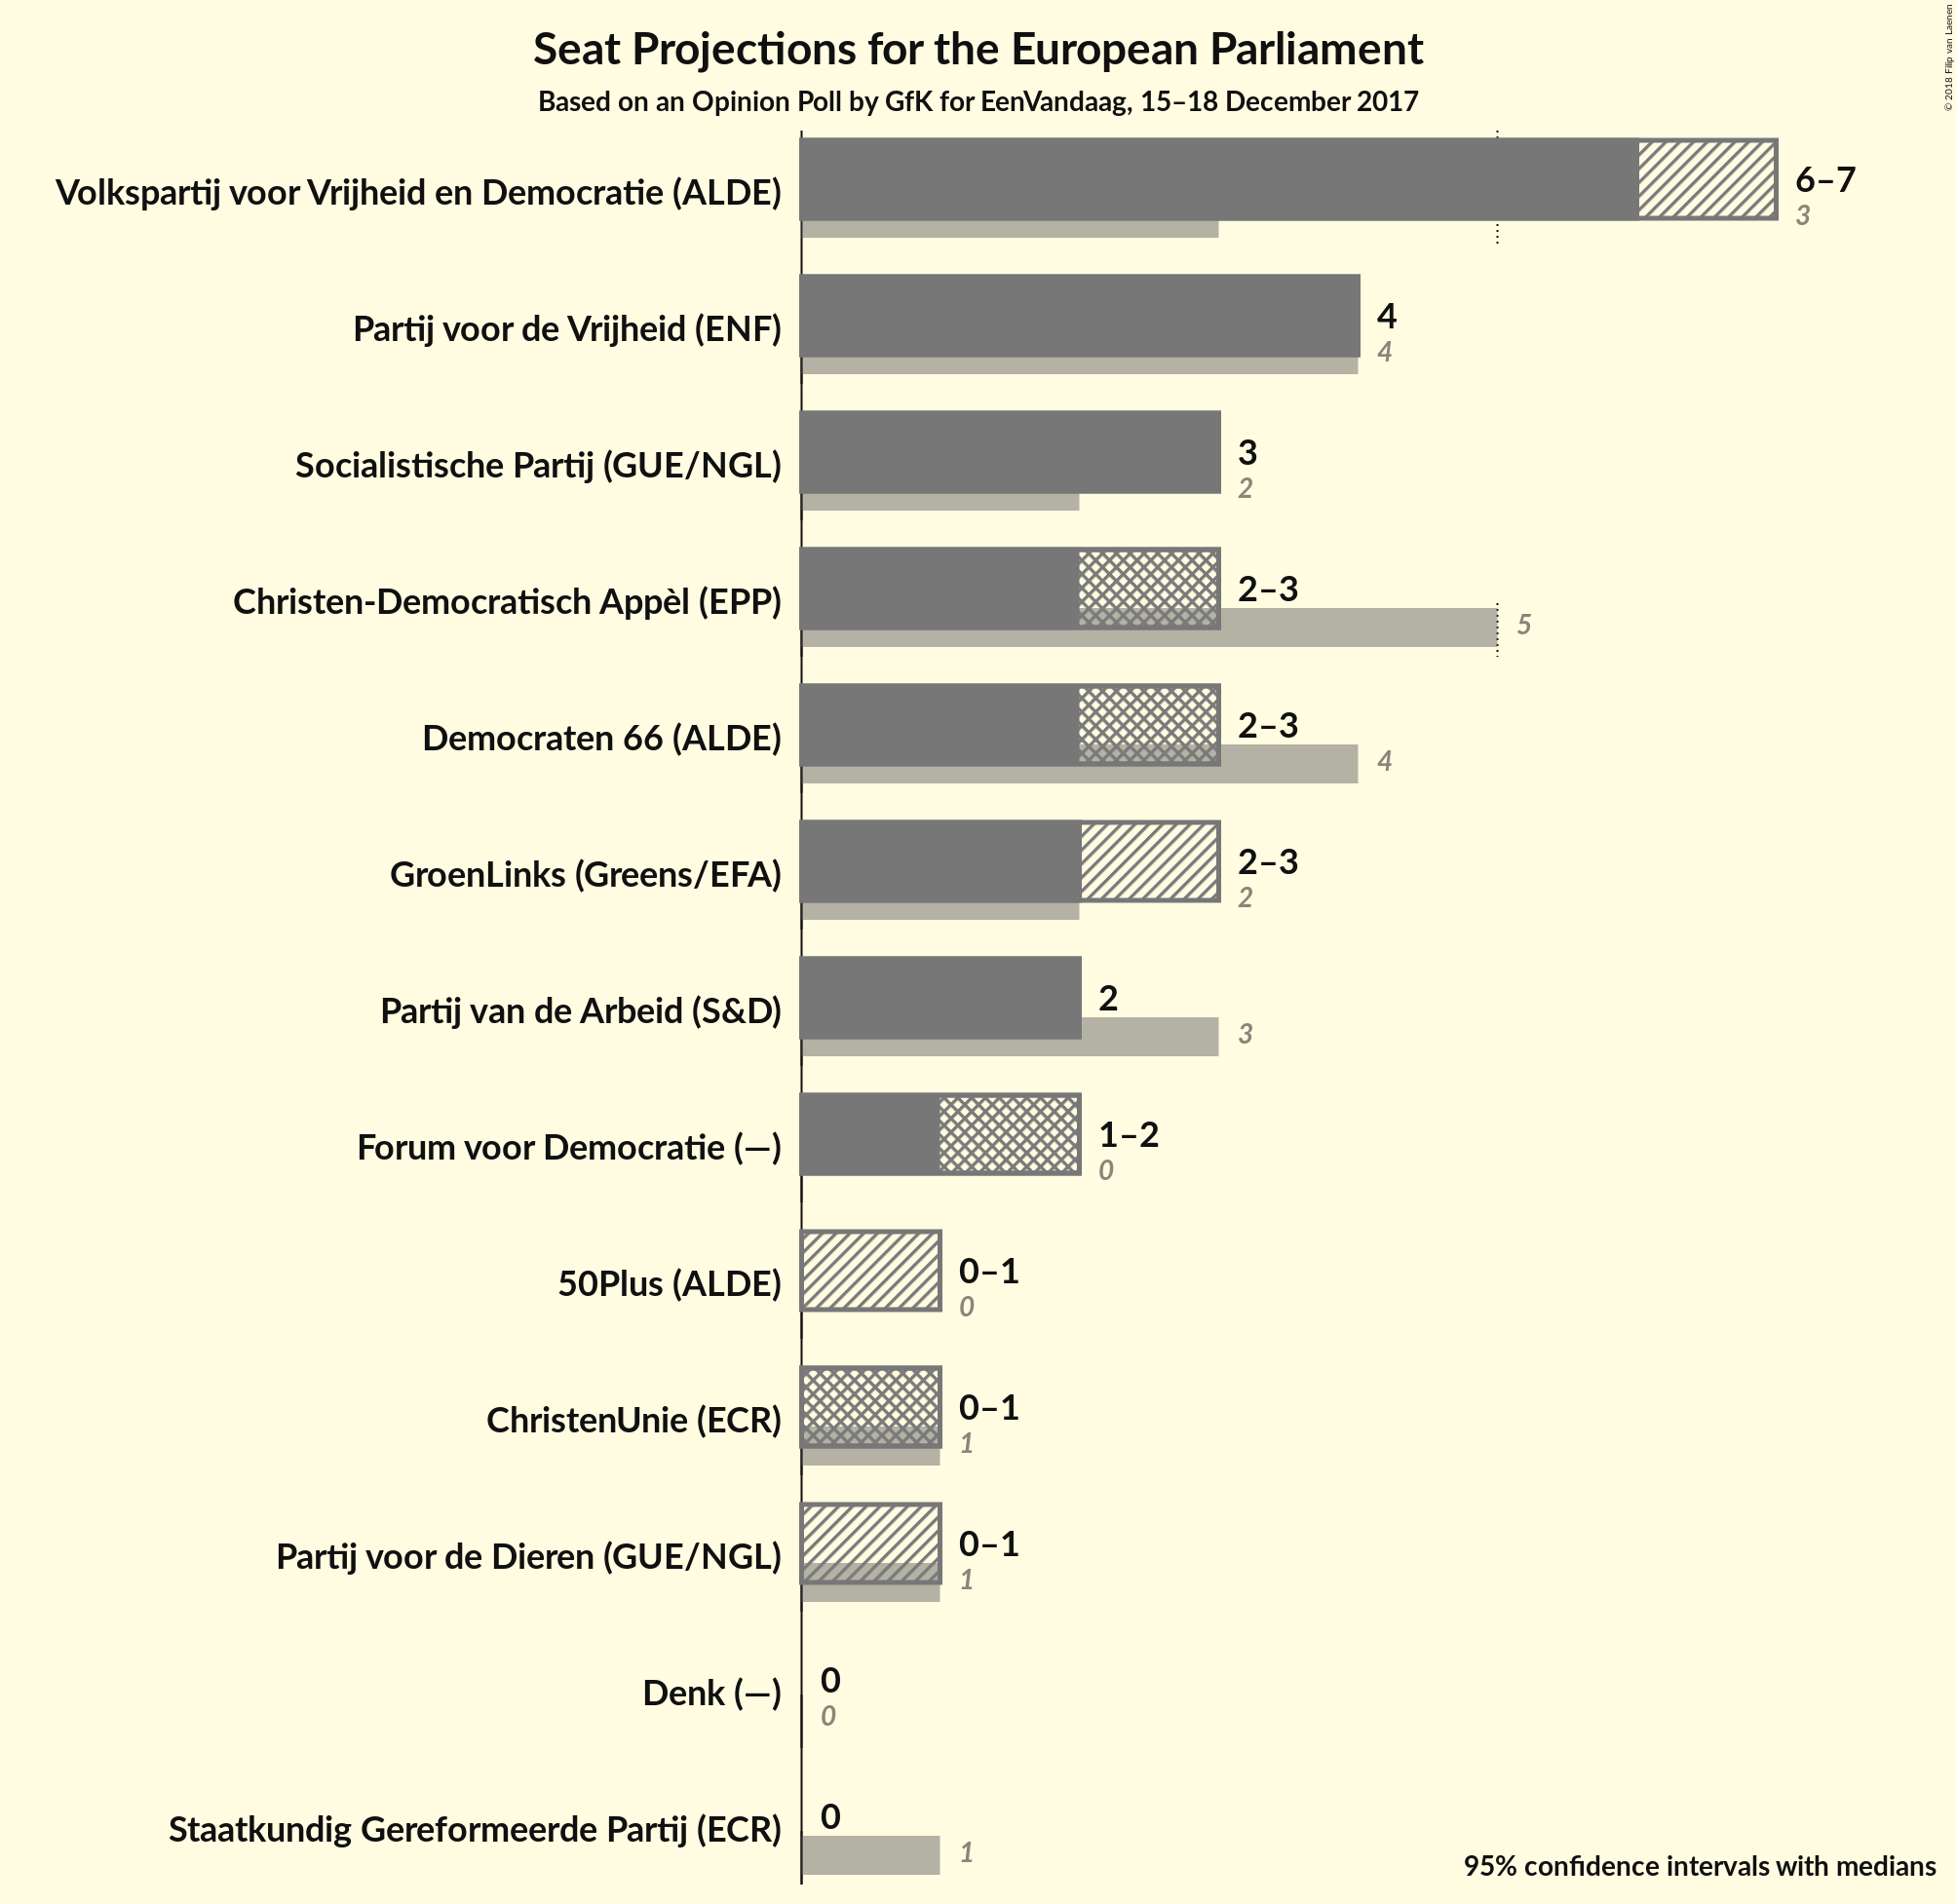 Seat Projections for the European Parliament
Based on an Opinion Poll by GfK for EenVandaag, 15–18 December 2017
© 2018 Filip van Laenen
Volkspartij voor Vrijheid en Democratie (ALDE)
6–7
3
Partij voor de Vrijheid (ENF)
4
4
Socialistische Partij (GUE/NGL)
3
2
Christen-Democratisch Appèl (EPP)
2–3
5
Democraten 66 (ALDE)
2–3
4
GroenLinks (Greens/EFA)
2–3
2
Partij van de Arbeid (S&D)
2
3
Forum voor Democratie (—)
1–2
0
50Plus (ALDE)
0–1
0
ChristenUnie (ECR)
0–1
1
Partij voor de Dieren (GUE/NGL)
0–1
1
Denk (—)
0
0
Staatkundig Gereformeerde Partij (ECR)
0
1
95% confidence intervals with medians